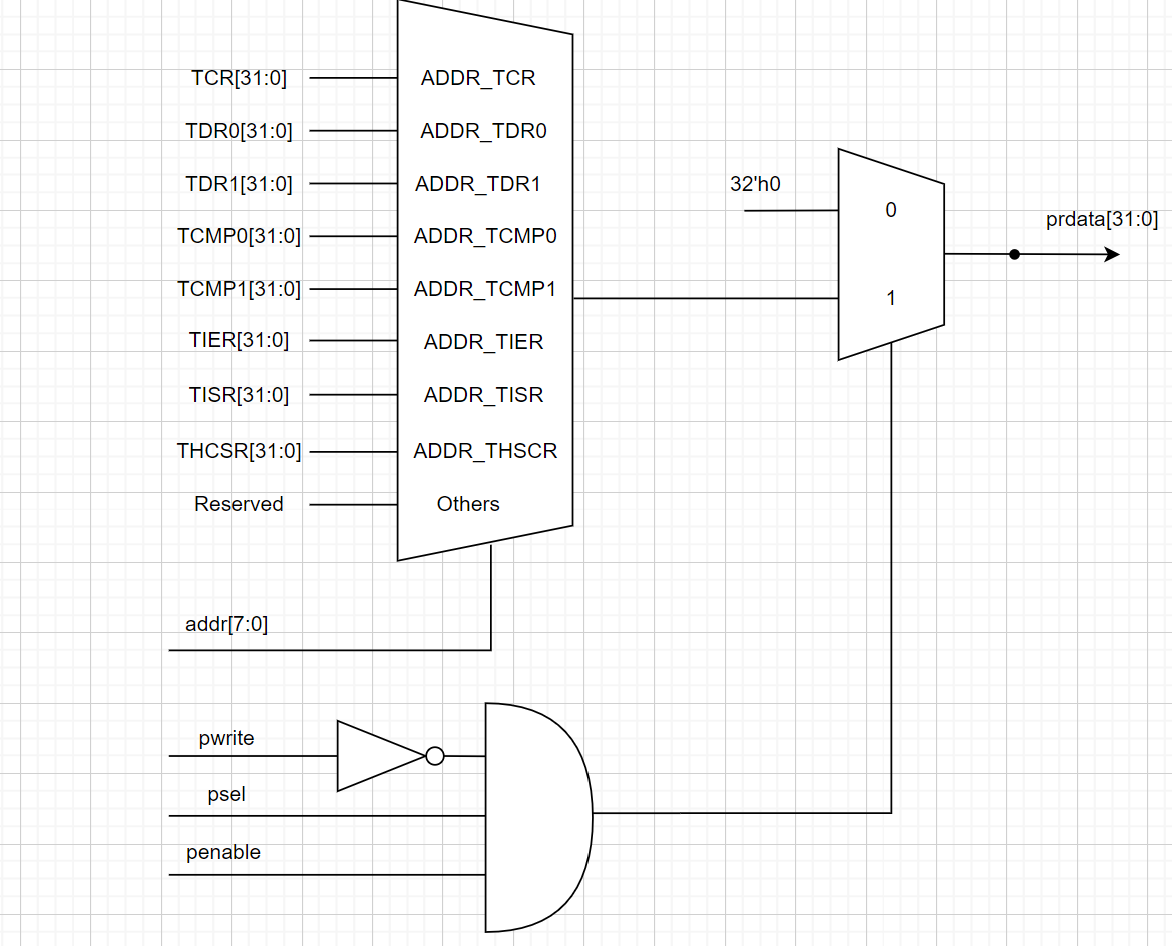 TCR[31:0] ADDR_TCR
TDR0[31:0] ADDR_TDR0
TDR1[31:0] ADDR_TDR1
TCMP0[31:0] ADDR_TCMP0
TCMP1[31:0] ADDR_TCMP1
TIER[31:0] ADDR_TIER
TISR[31:0] ADDR_TISR
THCSR[31:0] ADDR_THSCR
Reserved Others
32'h0
0
1
prdata[31:0]
addr[7:0]
pwrite
psel
penable